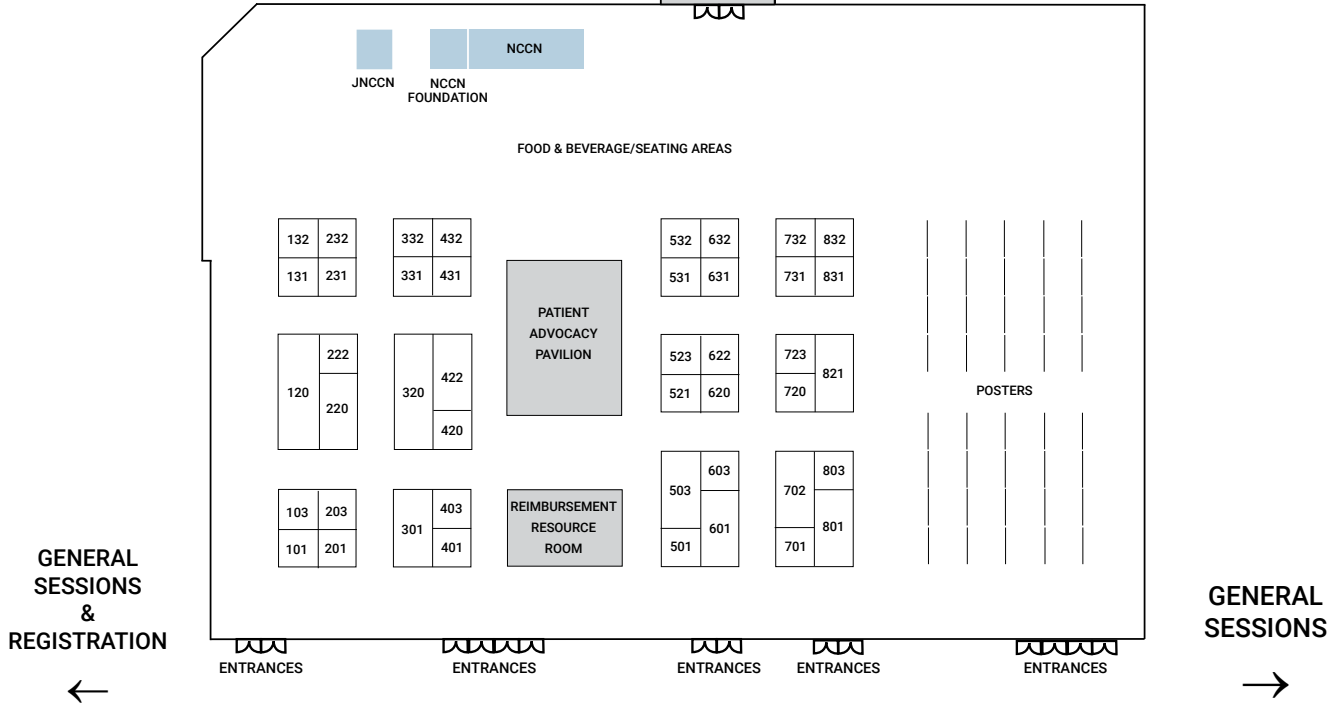 NCCN
JNCCN
NCCN
FOUNDATION
FOOD & BEVERAGE/SEATING AREAS
132 232
131 231
332 432
331 431
532 632
531 631
732 832
731 831
PATIENT
ADVOCACY
PAVILION
120
222
220
320
422
420
523 622
521 620
723
720
821
POSTERS
103 203
101 201
301
403
401
REIMBURSEMENT
RESOURCE
ROOM
503
501
603
601
702
701
803
801
GENERAL
SESSIONS
&
REGISTRATION
←
GENERAL
SESSIONS
→
ENTRANCES
ENTRANCES
ENTRANCES
ENTRANCES
ENTRANCES